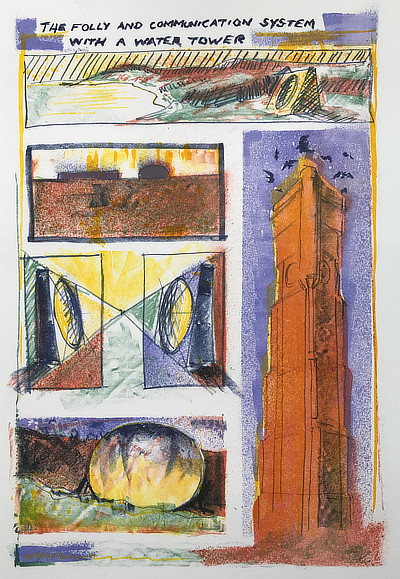 THE FOLLY AND COMMUNICATION SYSTEM
WITH A WATER TOWER